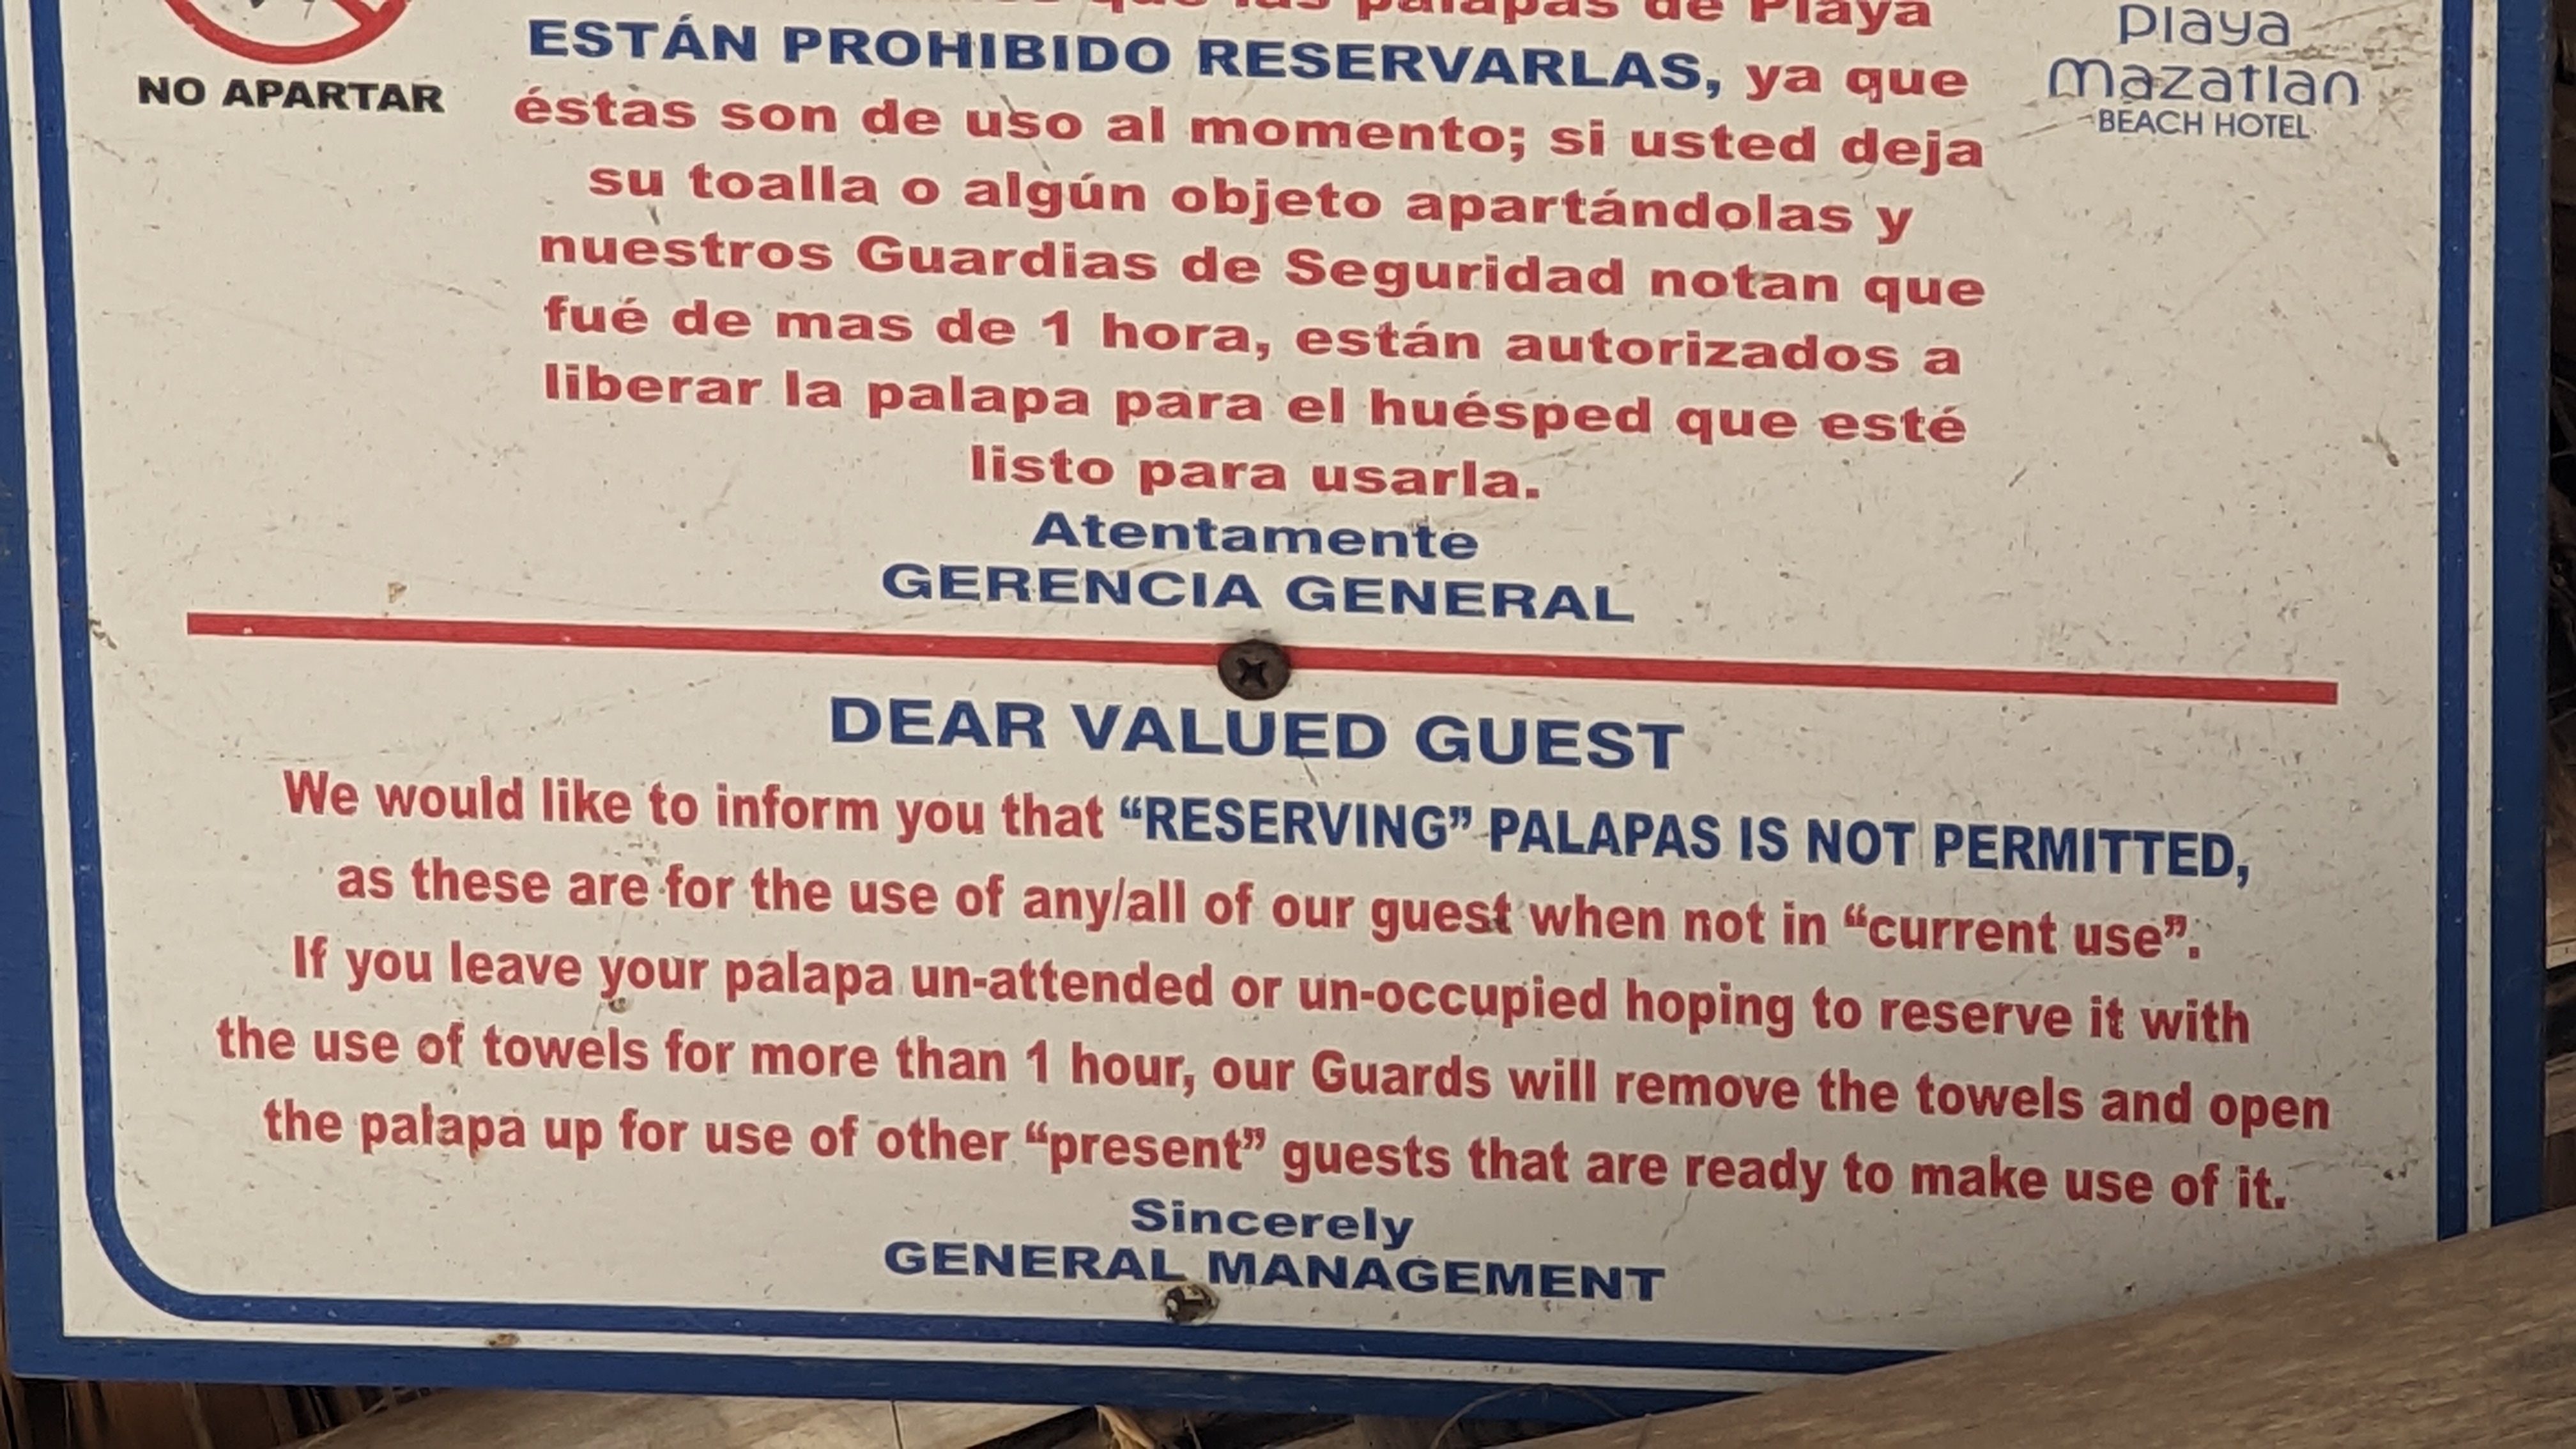 que las palapas de Playa
ESTÁN PROHIBIDO RESERVARLAS, ya que
éstas son de uso al momento; si usted deja
su toalla o algún objeto apartándolas y
nuestros Guardias de Seguridad notan que
fué de mas de 1 hora, están autorizados a
liberar la palapa para el huésped que esté
listo para usarla.
Atentamente
GERENCIA GENERAL
NO APARTAR
playa
mazatlan
BEACH HOTEL
DEAR VALUED GUEST
We would like to inform you that “RESERVING” PALAPAS IS NOT PERMITTED,
as these are for the use of any/all of our guest when not in “current use”.
If you leave your palapa un-attended or un-occupied hoping to reserve it with
the use of towels for more than 1 hour, our Guards will remove the towels and open
the palapa up for use of other “present” guests that are ready to make use of it.
Sincerely
GENERAL MANAGEMENT